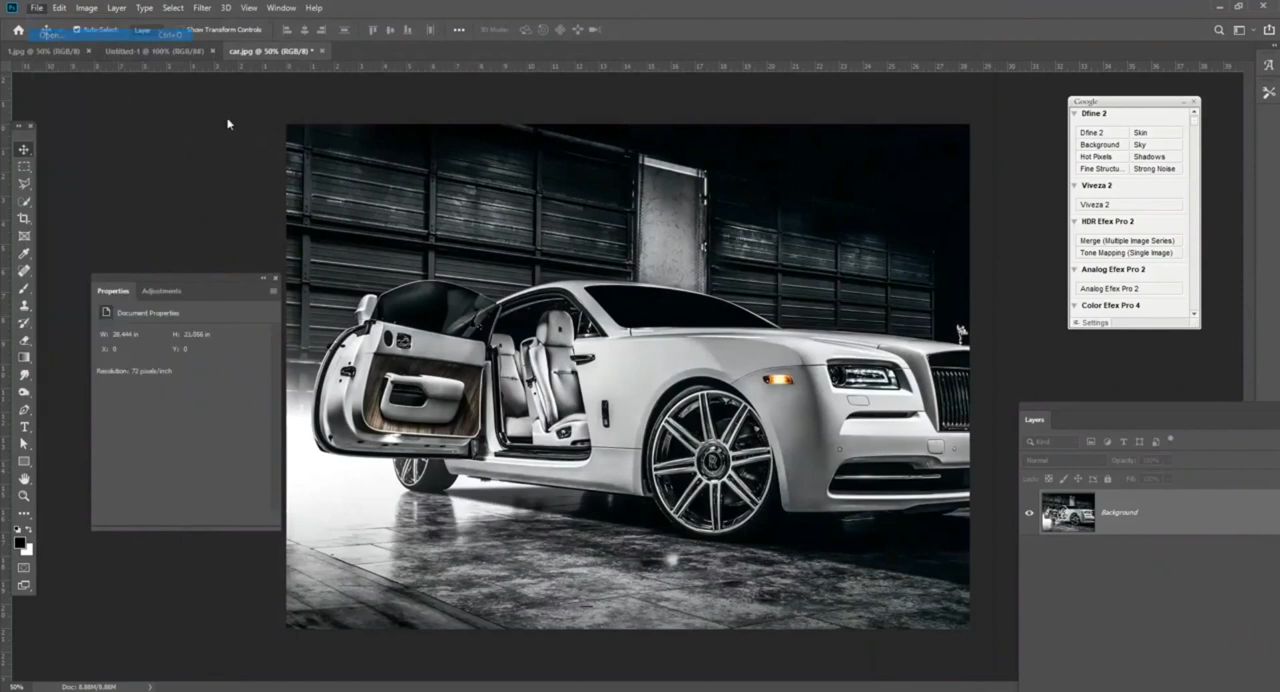 Ps File Edit Image Layer Type Select Filter 3D View Window Help
Auto-Select: Layer Show Transform Controls 3D Mode:
Open... Ctrl+O
1.jpg @ 50% (RGB/8) × Untitled-1 @ 100% (RGB/8#) × car.jpg @ 50% (RGB/8) * ×
Google
Dfine 2
Dfine 2 Skin
Background Sky
Hot Pixels Shadows
Fine Structu... Strong Noise
Viveza 2
Viveza 2
HDR Efex Pro 2
Merge (Multiple Image Series)
Tone Mapping (Single Image)
Analog Efex Pro 2
Analog Efex Pro 2
Color Efex Pro 4
Settings
Properties Adjustments
Document Properties
W: 28.444 in H:
X: 0 Y: 0
Resolution: 72 pixels/inch
Layers
Kind
Normal Opacity: 100%
Lock: Fill: 100%
Background
50% Doc: 8.88M/8.88M